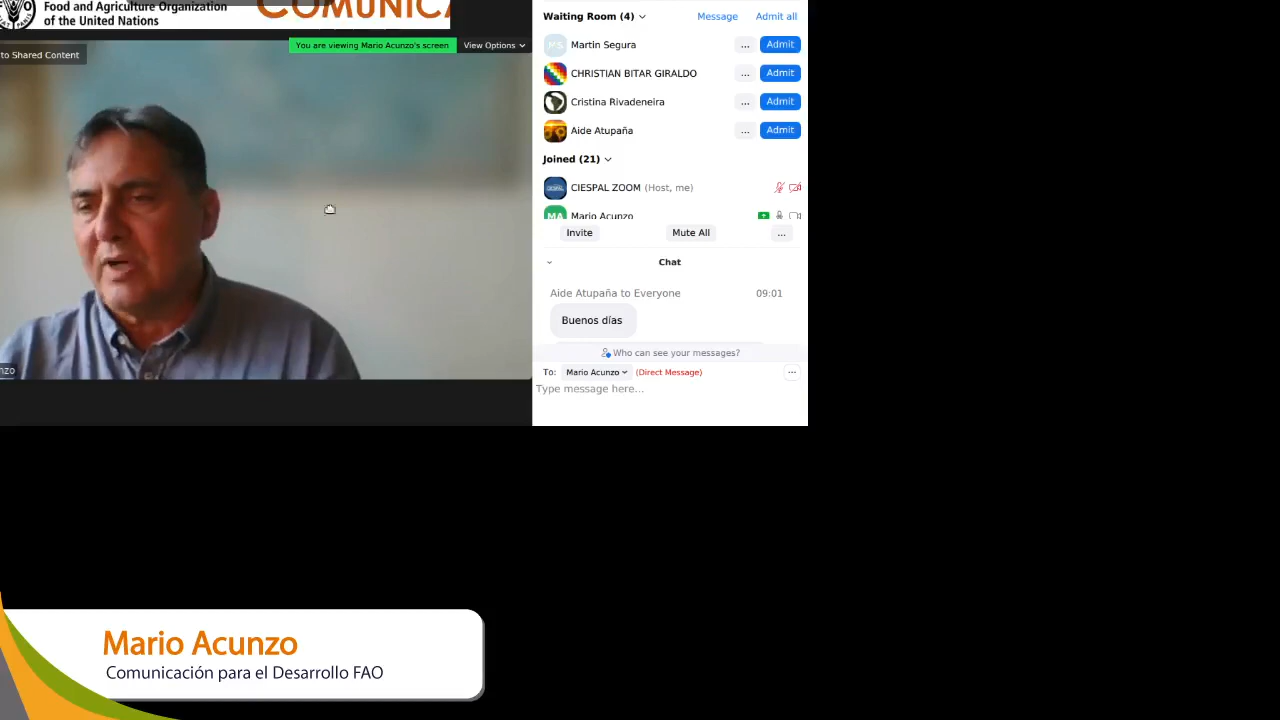 Food and Agriculture Organization
of the United Nations
COMUNICA
to Shared Content
You are viewing Mario Acunzo's screen
View Options
nzo
Waiting Room (4)
Message
Admit all
MS
Martin Segura
...
Admit
CHRISTIAN BITAR GIRALDO
...
Admit
Cristina Rivadeneira
...
Admit
Aide Atupaña
...
Admit
Joined (21)
CIESPAL ZOOM (Host, me)
MA
Mario Acunzo
Invite
Mute All
...
Chat
Aide Atupaña to Everyone
09:01
Buenos días
Who can see your messages?
To:
Mario Acunzo
(Direct Message)
...
Type message here...
Mario Acunzo
Comunicación para el Desarrollo FAO